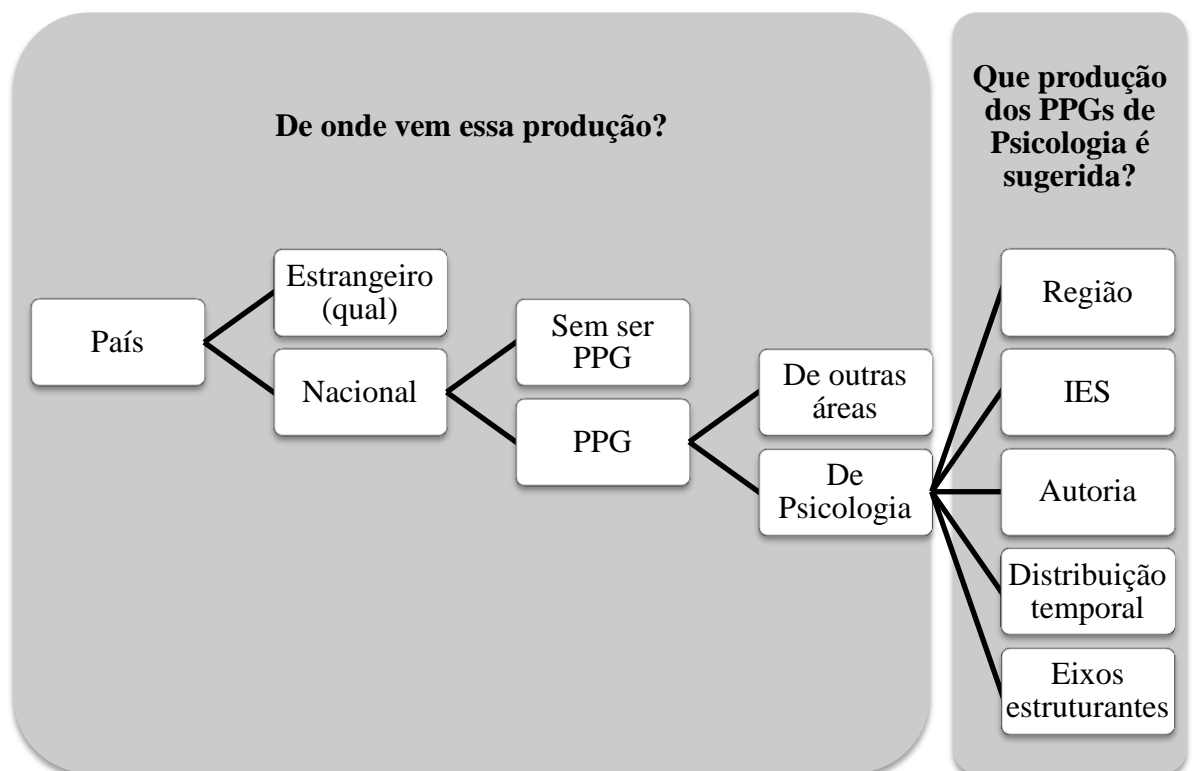 De onde vem essa produção?
País
Estrangeiro
(qual)
Nacional
Sem ser
PPG
PPG
De outras
áreas
De
Psicologia
Que produção
dos PPGs de
Psicologia é
sugerida?
Região
IES
Autoria
Distribuição
temporal
Eixos
estruturantes